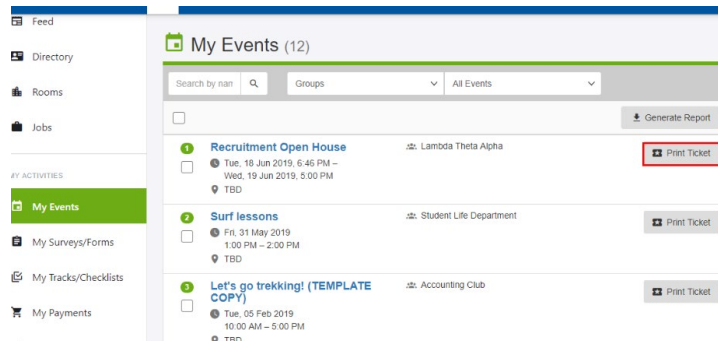 Feed
Directory
Rooms
Jobs
MY ACTIVITIES
My Events
My Surveys/Forms
My Tracks/Checklists
My Payments
My Events (12)
Search by nam
Groups
All Events
Generate Report
1 Recruitment Open House
Tue, 18 Jun 2019, 6:46 PM –
Wed, 19 Jun 2019, 5:00 PM
TBD
Lambda Theta Alpha
Print Ticket
2 Surf lessons
Fri, 31 May 2019
1:00 PM – 2:00 PM
TBD
Student Life Department
Print Ticket
3 Let's go trekking! (TEMPLATE
COPY)
Tue, 05 Feb 2019
10:00 AM – 5:00 PM
TBD
Accounting Club
Print Ticket